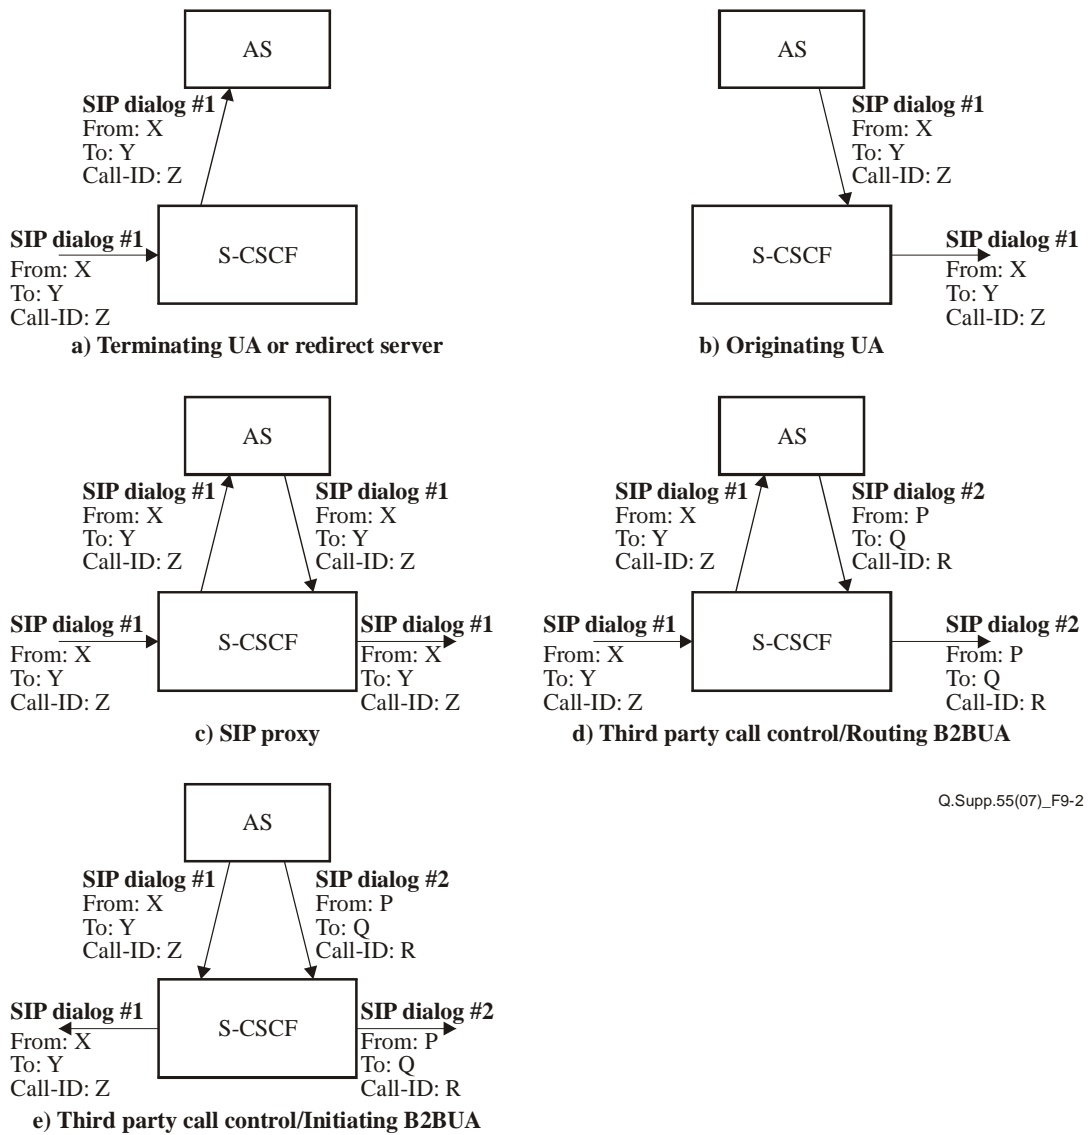 AS
SIP dialog #1
From: X
To: Y
Call-ID: Z
SIP dialog #1
From: X
To: Y
Call-ID: Z
S-CSCF
a) Terminating UA or redirect server
AS
SIP dialog #1
From: X
To: Y
Call-ID: Z
S-CSCF
SIP dialog #1
From: X
To: Y
Call-ID: Z
b) Originating UA
AS
SIP dialog #1
From: X
To: Y
Call-ID: Z
SIP dialog #1
From: X
To: Y
Call-ID: Z
SIP dialog #1
From: X
To: Y
Call-ID: Z
S-CSCF
SIP dialog #1
From: X
To: Y
Call-ID: Z
c) SIP proxy
AS
SIP dialog #1
From: X
To: Y
Call-ID: Z
SIP dialog #2
From: P
To: Q
Call-ID: R
SIP dialog #1
From: X
To: Y
Call-ID: Z
S-CSCF
SIP dialog #2
From: P
To: Q
Call-ID: R
d) Third party call control/Routing B2BUA
AS
SIP dialog #1
From: X
To: Y
Call-ID: Z
SIP dialog #2
From: P
To: Q
Call-ID: R
SIP dialog #1
From: X
To: Y
Call-ID: Z
S-CSCF
SIP dialog #2
From: P
To: Q
Call-ID: R
e) Third party call control/Initiating B2BUA
Q.Supp.55(07)_F9-2